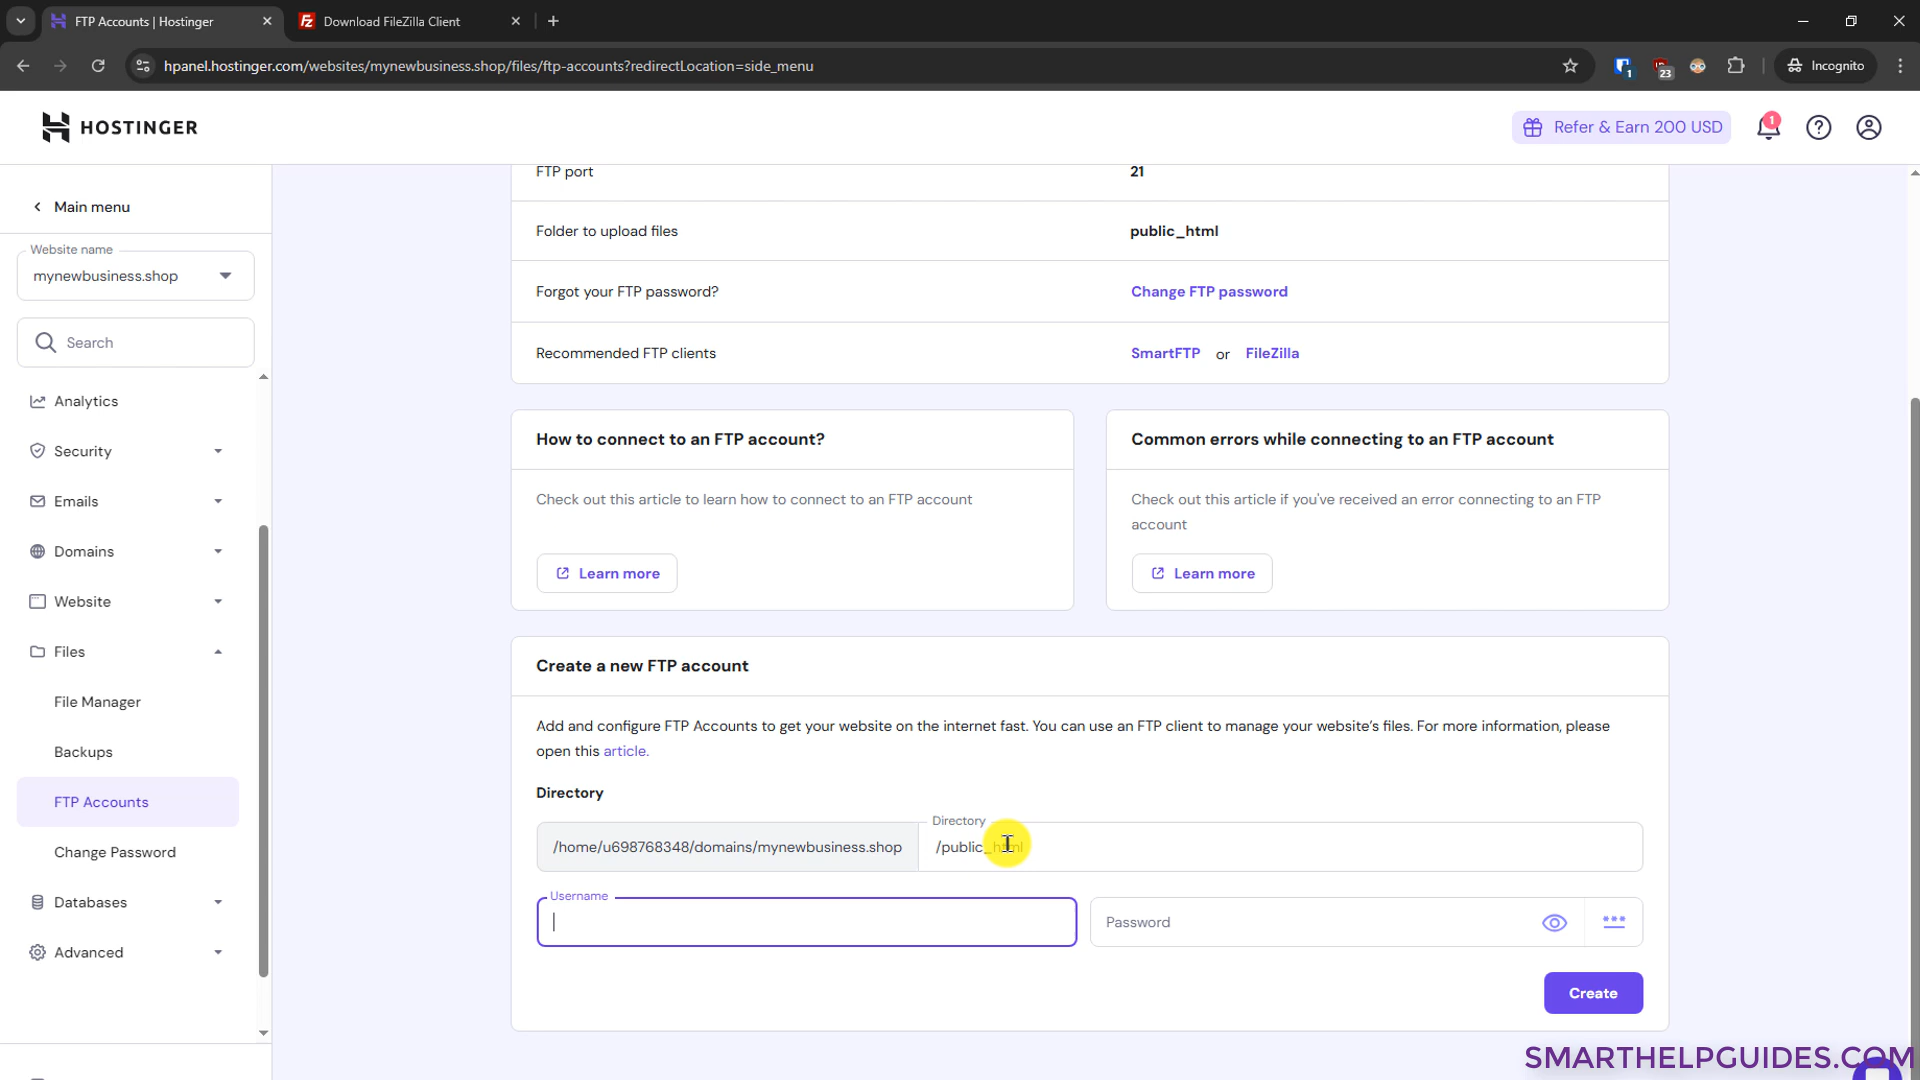 FTP Accounts | Hostinger
Download FileZilla Client
hpanel.hostinger.com/websites/mynewbusiness.shop/files/ftp-accounts?redirectLocation=side_menu
1
23
Incognito
HOSTINGER
Refer & Earn 200 USD
1
Main menu
Website name
mynewbusiness.shop
Search
Analytics
Security
Emails
Domains
Website
Files
File Manager
Backups
FTP Accounts
Change Password
Databases
Advanced
FTP port
21
Folder to upload files
public_html
Forgot your FTP password?
Change FTP password
Recommended FTP clients
SmartFTP or FileZilla
How to connect to an FTP account?
Check out this article to learn how to connect to an FTP account
Learn more
Common errors while connecting to an FTP account
Check out this article if you've received an error connecting to an FTP
account
Learn more
Create a new FTP account
Add and configure FTP Accounts to get your website on the internet fast. You can use an FTP client to manage your website's files. For more information, please
open this article.
Directory
/home/u698768348/domains/mynewbusiness.shop
Directory
/public_html
Username
Password
Create
SMARTHELPGUIDES.COM